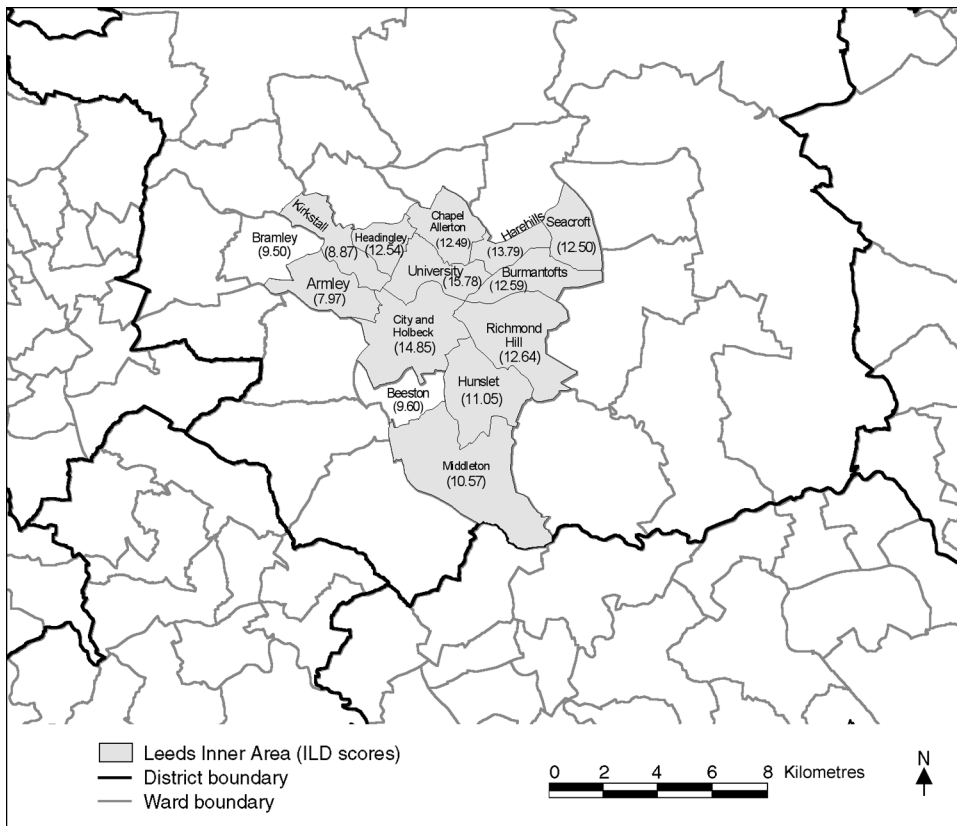 Kirkstall
(8.87)
Bramley
(9.50)
Headingley
(12.54)
Chapel
Allerton
(12.49)
Harehills
(13.79)
Seacroft
(12.50)
Armley
(7.97)
University
(15.78)
Burmantofts
(12.59)
City and
Holbeck
(14.85)
Richmond
Hill
(12.64)
Beeston
(9.60)
Hunslet
(11.05)
Middleton
(10.57)
Leeds Inner Area (ILD scores)
District boundary
Ward boundary
0 2 4 6 8 Kilometres
N